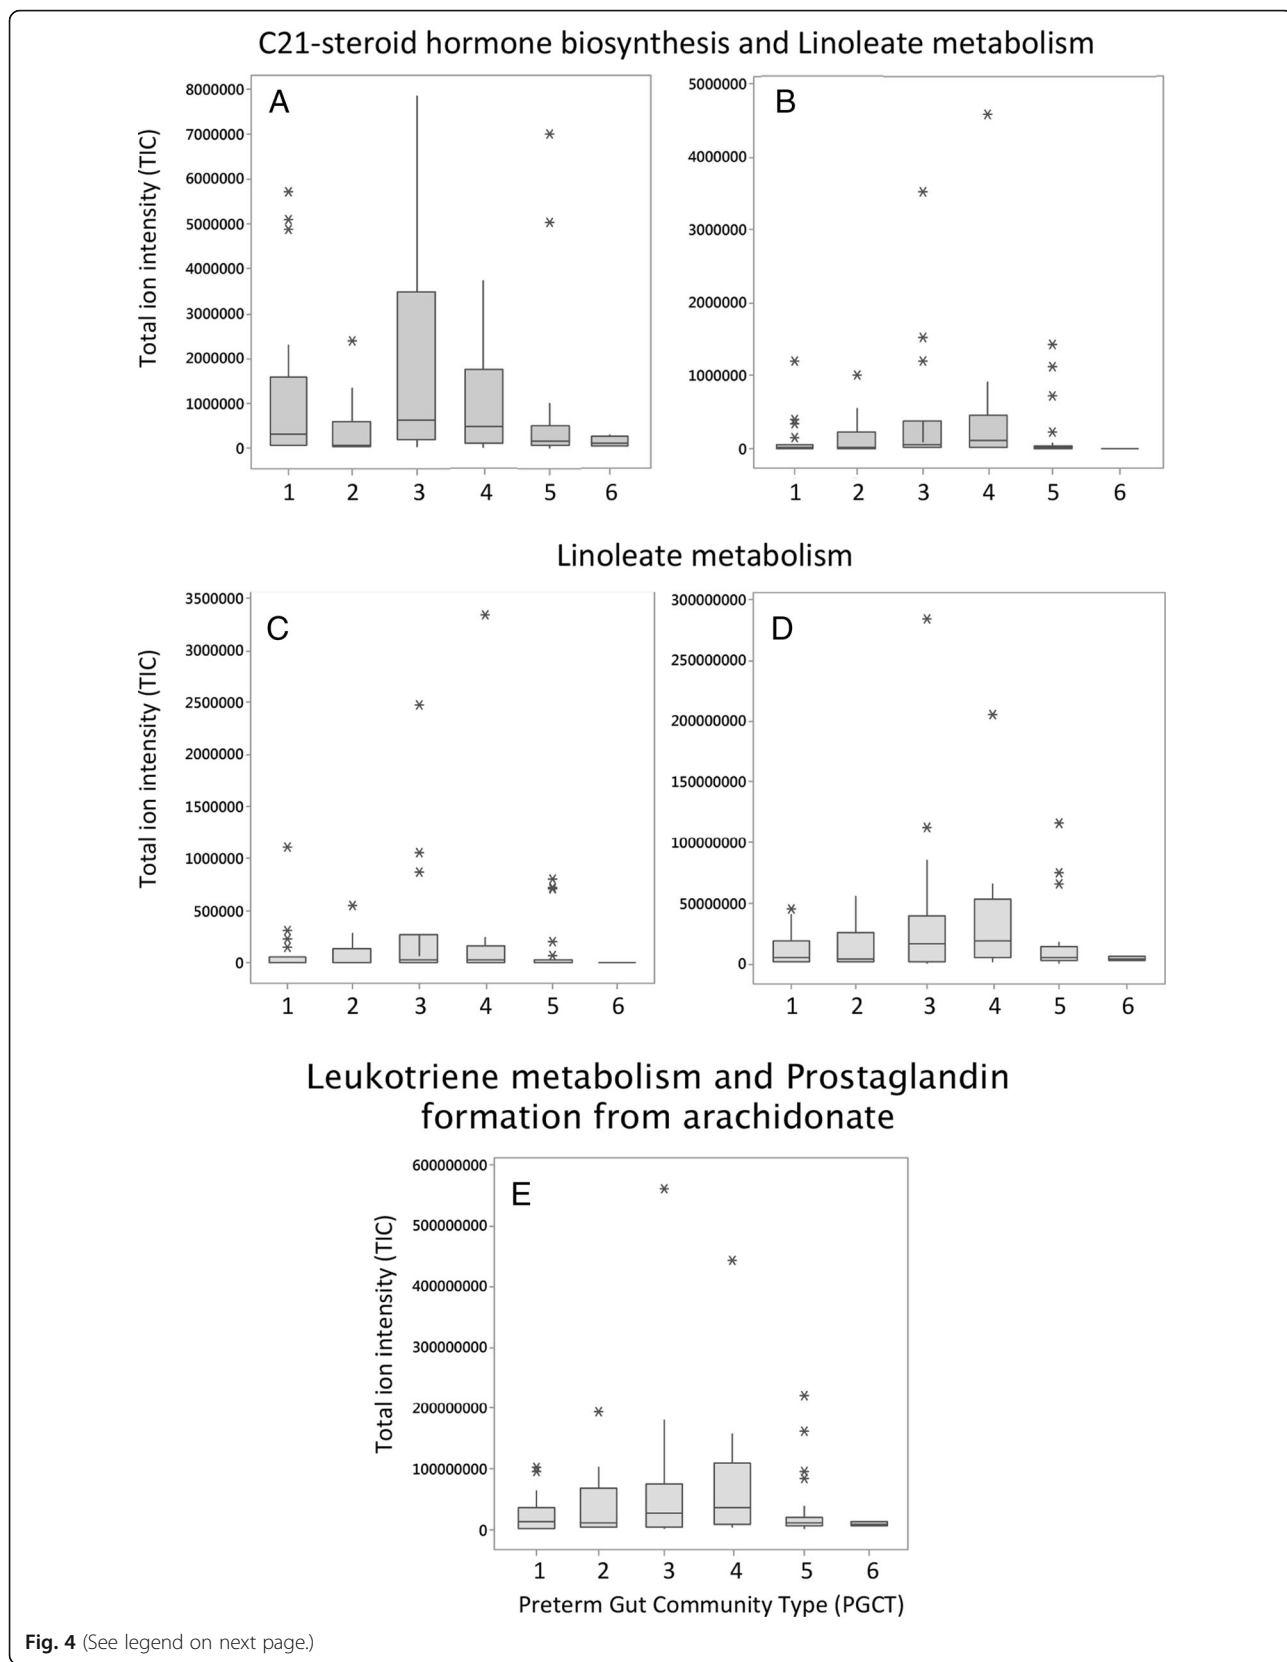 C21-steroid hormone biosynthesis and Linoleate metabolism
A
Total ion intensity (TIC)
8000000
7000000
6000000
5000000
4000000
3000000
2000000
1000000
0
1 2 3 4 5 6
B
5000000
4000000
3000000
2000000
1000000
0
1 2 3 4 5 6
Linoleate metabolism
C
Total ion intensity (TIC)
3500000
3000000
2500000
2000000
1500000
1000000
500000
0
1 2 3 4 5 6
D
300000000
250000000
200000000
150000000
100000000
50000000
0
1 2 3 4 5 6
Leukotriene metabolism and Prostaglandin
formation from arachidonate
E
Total ion intensity (TIC)
600000000
500000000
400000000
300000000
200000000
100000000
0
1 2 3 4 5 6
Preterm Gut Community Type (PGCT)
Fig. 4 (See legend on next page.)